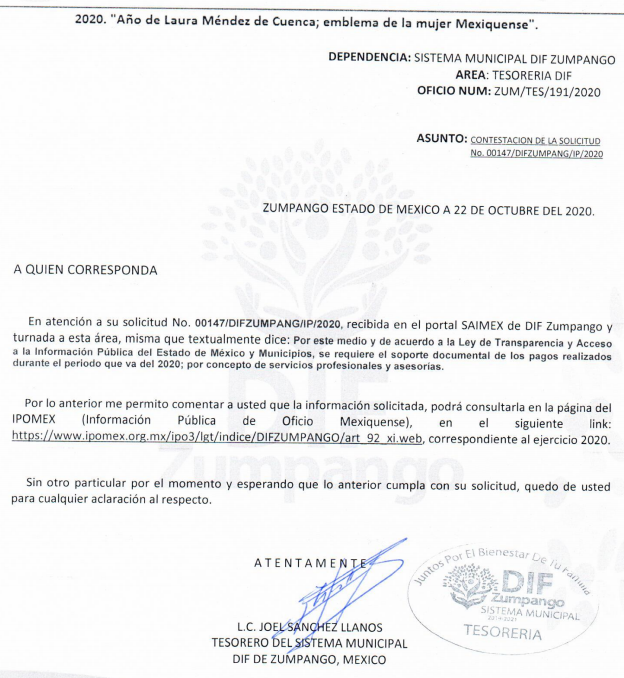 2020. "Año de Laura Méndez de Cuenca; emblema de la mujer Mexiquense".
DEPENDENCIA: SISTEMA MUNICIPAL DIF ZUMPANGO
AREA: TESORERIA DIF
OFICIO NUM: ZUM/TES/191/2020
ASUNTO: CONTESTACION DE LA SOLICITUD
No. 00147/DIFZUMPANG/IP/2020
ZUMPANGO ESTADO DE MEXICO A 22 DE OCTUBRE DEL 2020.
A QUIEN CORRESPONDA
En atención a su solicitud No. 00147/DIFZUMPANG/IP/2020, recibida en el portal SAIMEX de DIF Zumpango y
turnada a esta área, misma que textualmente dice: Por este medio y de acuerdo a la Ley de Transparencia y Acceso
a la Información Pública del Estado de México y Municipios, se requiere el soporte documental de los pagos realizados
durante el periodo que va del 2020; por concepto de servicios profesionales y asesorías.
Por lo anterior me permito comentar a usted que la información solicitada, podrá consultarla en la página del
IPOMEX (Información Pública de Oficio Mexiquense), en el siguiente link:
https://www.ipomex.org.mx/ipo3/lgt/indice/DIFZUMPANGO/art_92_xi.web, correspondiente al ejercicio 2020.
Sin otro particular por el momento y esperando que lo anterior cumpla con su solicitud, quedo de usted
para cualquier aclaración al respecto.
DIF
Zumpango
ATENTAMENTE
L.C. JOEL SANCHEZ LLANOS
TESORERO DEL SISTEMA MUNICIPAL
DIF DE ZUMPANGO, MEXICO
Juntos Por El Bienestar De Tu Familia
DIF
Zumpango
SISTEMA MUNICIPAL
2019-2021
TESORERIA